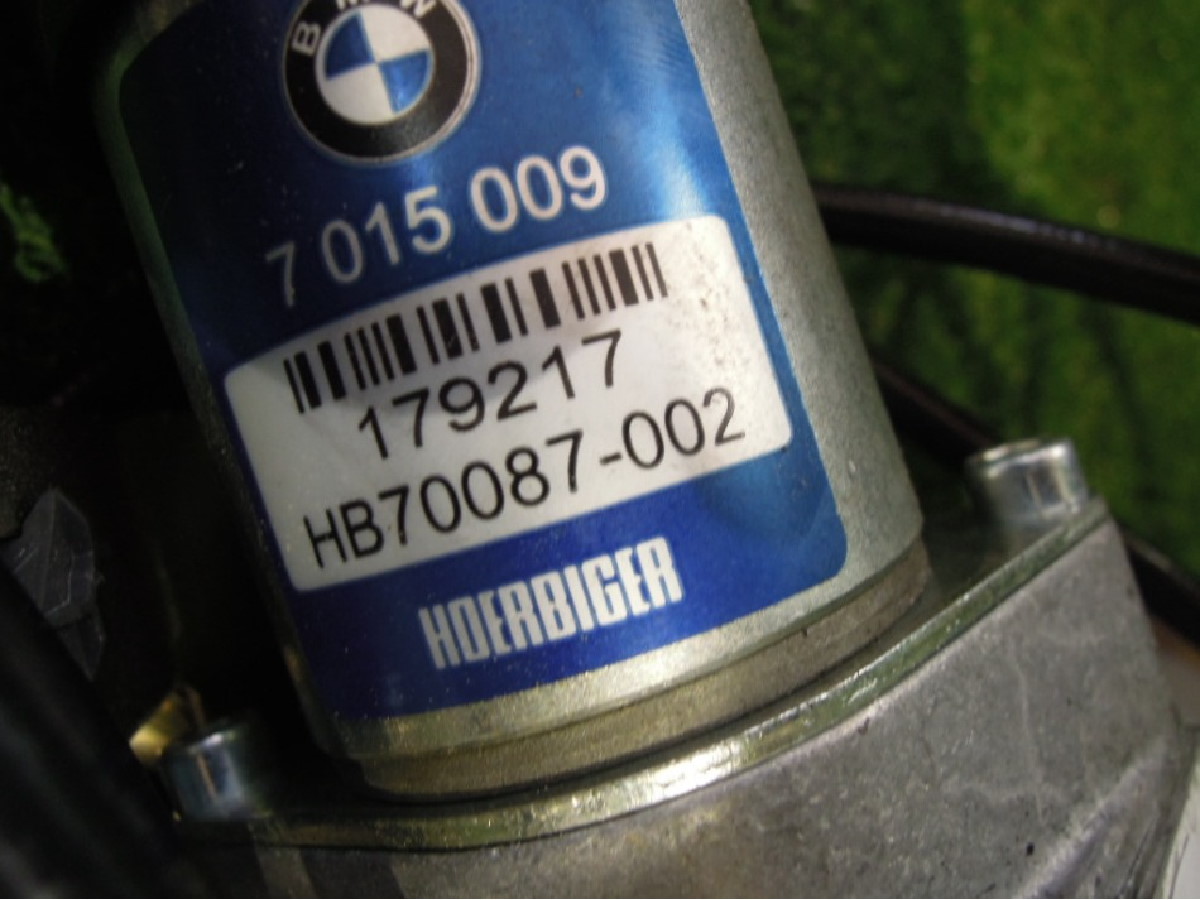 BMW
7 015 009
179217
HB70087-002
HOERBIGER